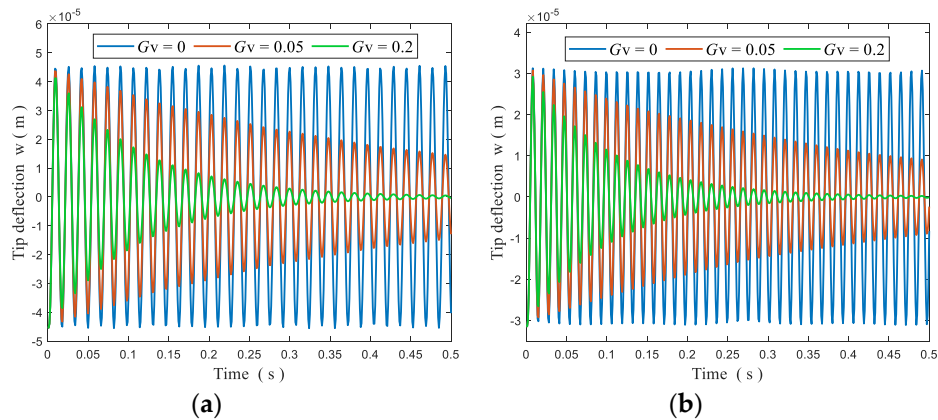 ×10⁻⁵
Gv = 0 Gv = 0.05 Gv = 0.2
Tip deflection w ( m )
6
5
4
3
2
1
0
-1
-2
-3
-4
-5
0 0.05 0.1 0.15 0.2 0.25 0.3 0.35 0.4 0.45 0.5
Time ( s )
(a)
×10⁻⁵
Gv = 0 Gv = 0.05 Gv = 0.2
Tip deflection w ( m )
4
3
2
1
0
-1
-2
-3
0 0.05 0.1 0.15 0.2 0.25 0.3 0.35 0.4 0.45 0.5
Time ( s )
(b)